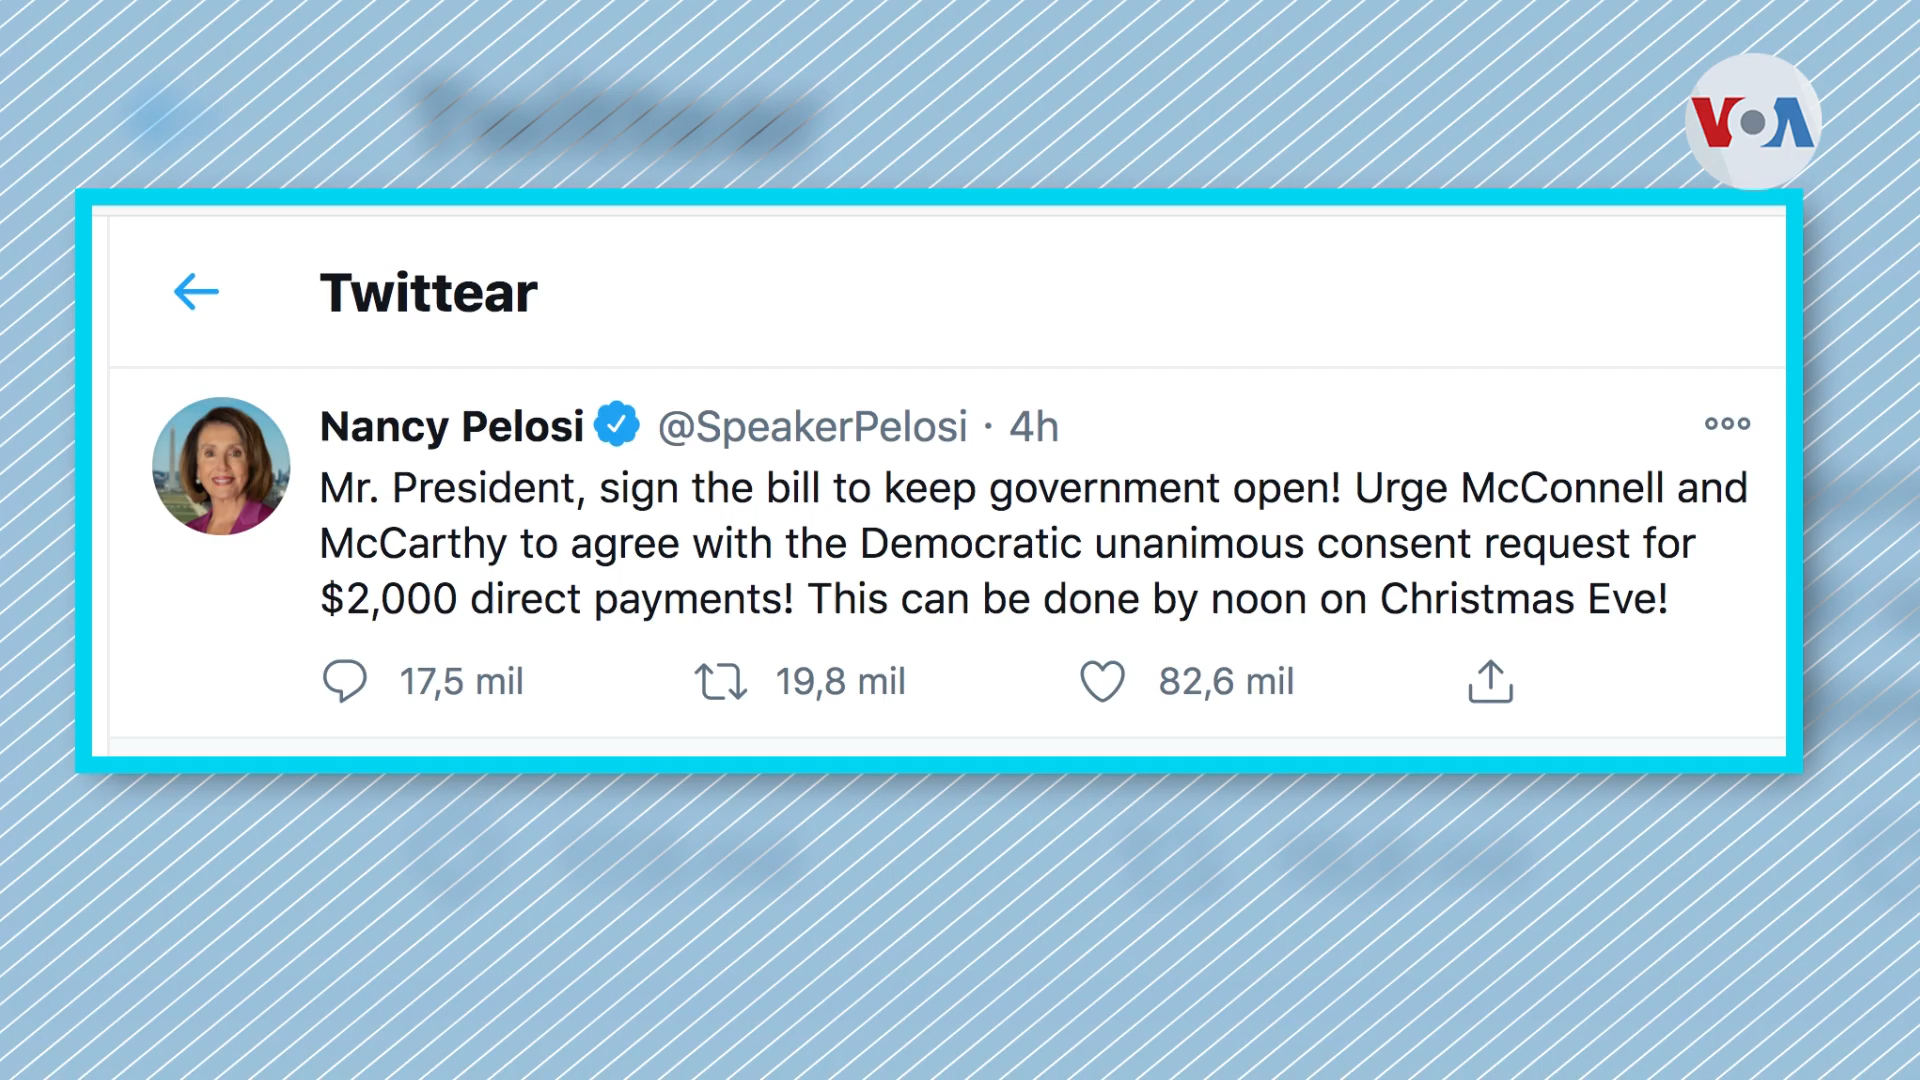 VOA
Twittear
Nancy Pelosi @SpeakerPelosi · 4h
Mr. President, sign the bill to keep government open! Urge McConnell and
McCarthy to agree with the Democratic unanimous consent request for
$2,000 direct payments! This can be done by noon on Christmas Eve!
17,5 mil 19,8 mil 82,6 mil